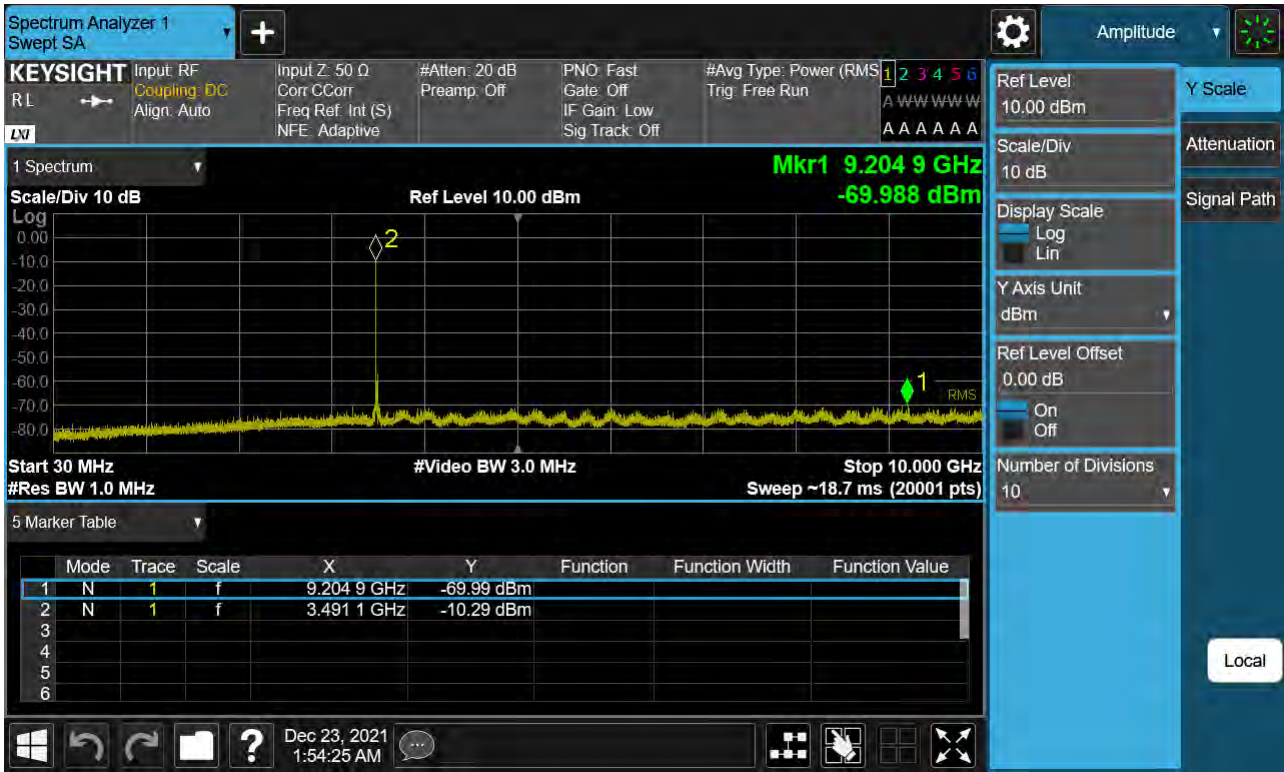 Spectrum Analyzer 1
Swept SA
+
Amplitude
KEYSIGHT
RL
LXI
Input: RF
Coupling: DC
Align: Auto
Input Z: 50 Ω
Corr CCorr
Freq Ref: Int (S)
NFE: Adaptive
#Atten: 20 dB
Preamp: Off
PNO: Fast
Gate: Off
IF Gain: Low
Sig Track: Off
#Avg Type: Power (RMS
Trig: Free Run
1 2 3 4 5 6
A W W W W W
A A A A A A
1 Spectrum
Mkr1 9.204 9 GHz
-69.988 dBm
Scale/Div 10 dB
Ref Level 10.00 dBm
Log
0.00
-10.0
-20.0
-30.0
-40.0
-50.0
-60.0
-70.0
-80.0
2
1
RMS
Start 30 MHz
#Video BW 3.0 MHz
Stop 10.000 GHz
#Res BW 1.0 MHz
Sweep ~18.7 ms (20001 pts)
5 Marker Table
Mode Trace Scale X Y Function Function Width Function Value
1 N 1 f 9.204 9 GHz -69.99 dBm
2 N 1 f 3.491 1 GHz -10.29 dBm
3
4
5
6
Ref Level
10.00 dBm
Scale/Div
10 dB
Display Scale
Log
Lin
Y Axis Unit
dBm
Ref Level Offset
0.00 dB
On
Off
Number of Divisions
10
Y Scale
Attenuation
Signal Path
Local
?
Dec 23, 2021
1:54:25 AM